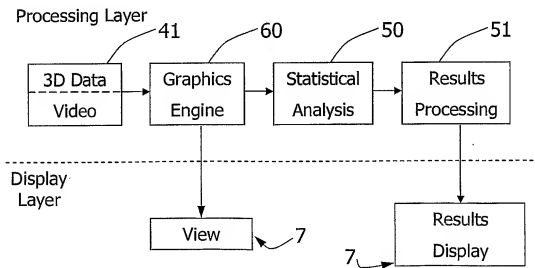 Processing Layer
41
60
50
51
3D Data
Video
Graphics
Engine
Statistical
Analysis
Results
Processing
Display
Layer
View
7
Results
Display
7